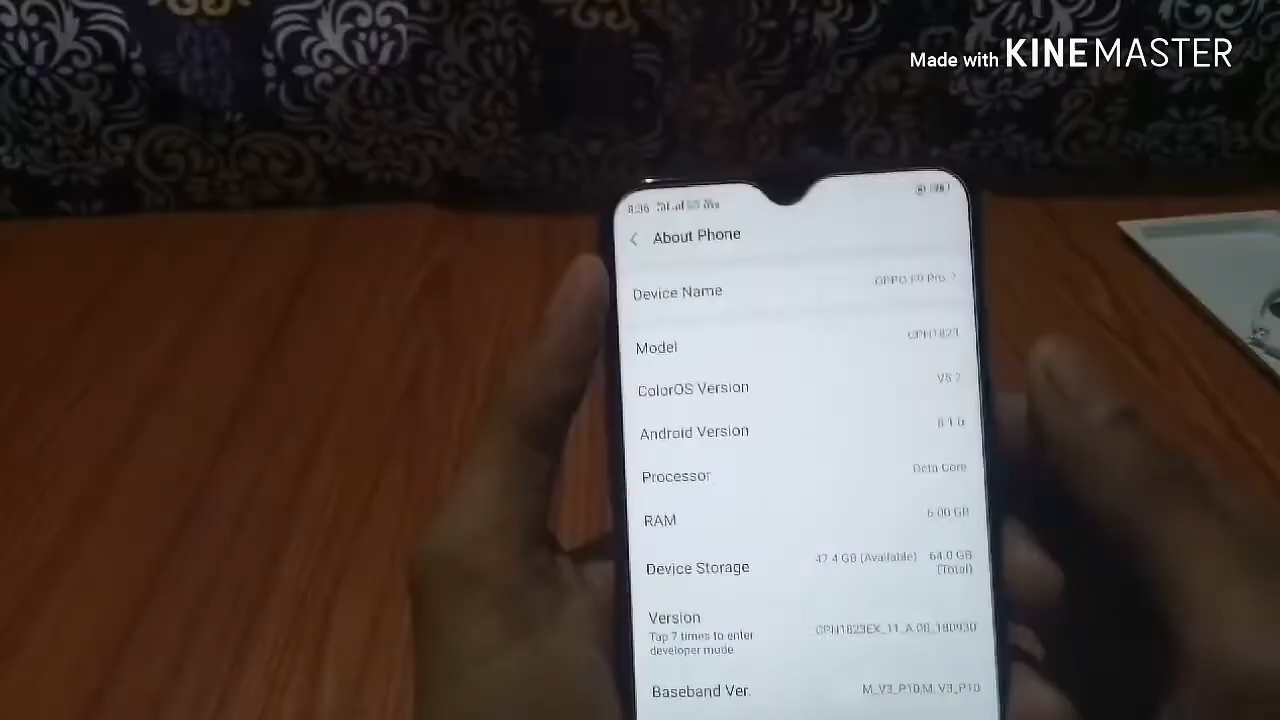 Made with KINEMASTER
8:36
About Phone
Device Name OPPO F9 Pro
Model CPH1823
ColorOS Version V5.2
Android Version 8.1.0
Processor Octa Core
RAM 6.00 GB
Device Storage 47.4 GB (Available) 64.0 GB
(Total)
Version
Tap 7 times to enter
developer mode
CPH1823EX_11_A.08_180930
Baseband Ver. M_V3_P10,M_V3_P10